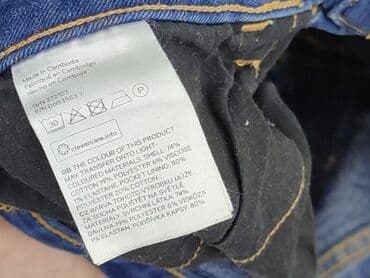 Made in Cambodia
Fabriqué en Cambodge
Hecho en Camboya
O/N 272107
30
P
clevercare.info
GB THE COLOUR OF THIS PRODUCT
MAY TRANSFER ONTO LIGHT-
COLOURED MATERIALS. SHELL: 74%
COTTON 19% POLYESTER 6% VISCOSE
1% ELASTANE POCKET LINING: 80%
POLYESTER 20% COTTON
CZ BARVA TOHOTO VÝROBKU MŮŽE
ZA SUCHA POUŠTĚT NA SVĚTLÉ
MATERIÁLY. SVRCHNÍ LÁTKA: 74%
BAVLNA 19% POLYESTER 6% VISKÓZA
1% ELASTAN PODŠÍVKA KAPSY: 80%